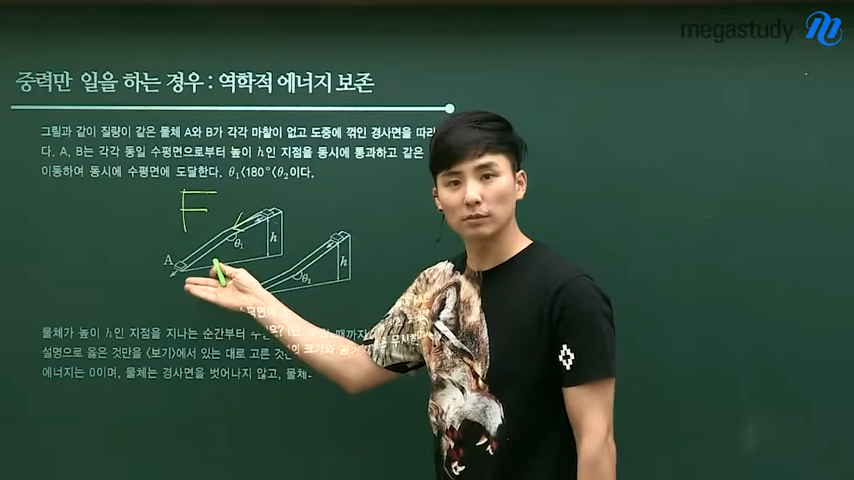 megastudy
중력만 일을 하는 경우 : 역학적 에너지 보존
그림과 같이 질량이 같은 물체 A와 B가 각각 마찰이 없고 도중에 꺾인 경사면을 따라
다. A, B는 각각 동일 수평면으로부터 높이 h인 지점을 동시에 통과하고 같은
이동하여 동시에 수평면에 도달한다. θ₁<180°<θ₂이다.
F
θ₁
h
A
h
θ₂
물체가 높이 h인 지점을 지나는 순간부터 때까지
설명으로 옳은 것만을 <보기>에서 있는 대로 고른 것은? 크기와
에너지는 0이며, 물체는 경사면을 벗어나지 않고, 물체